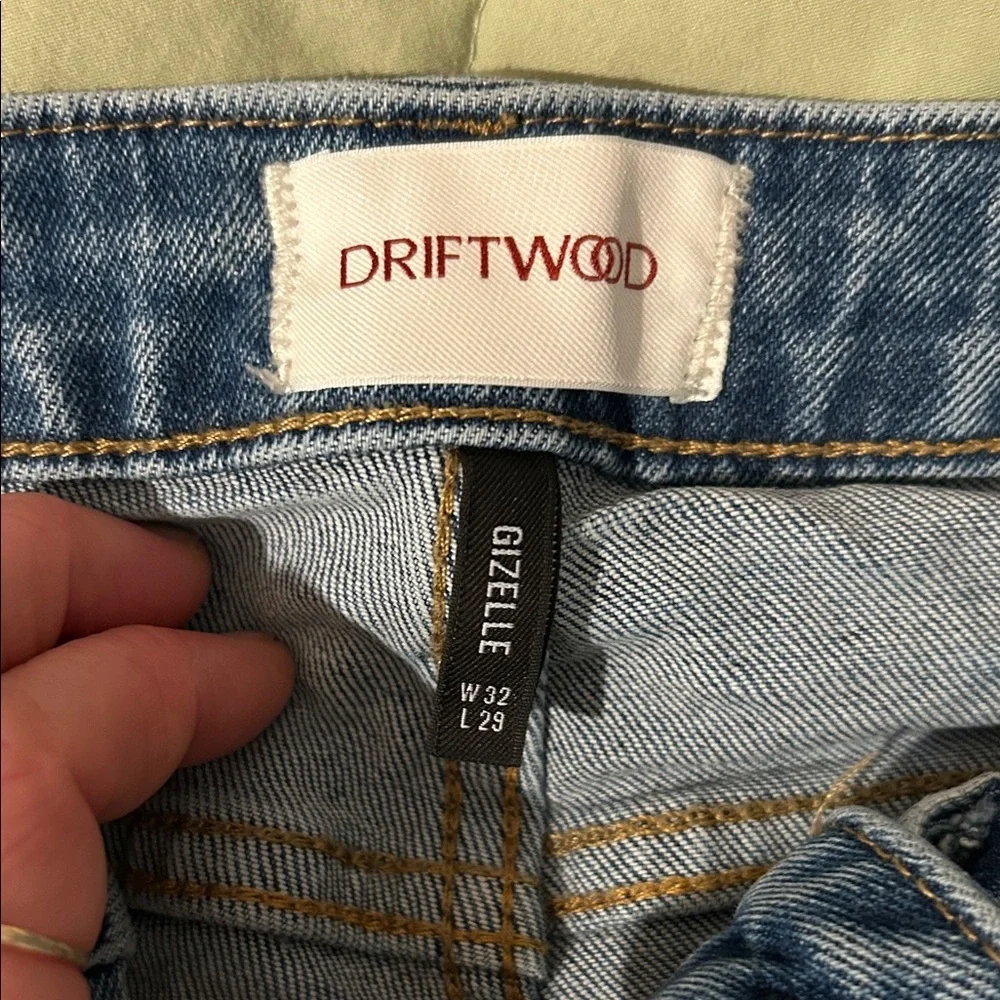 DRIFTWOOD
GIZELLE
W 32
L 29